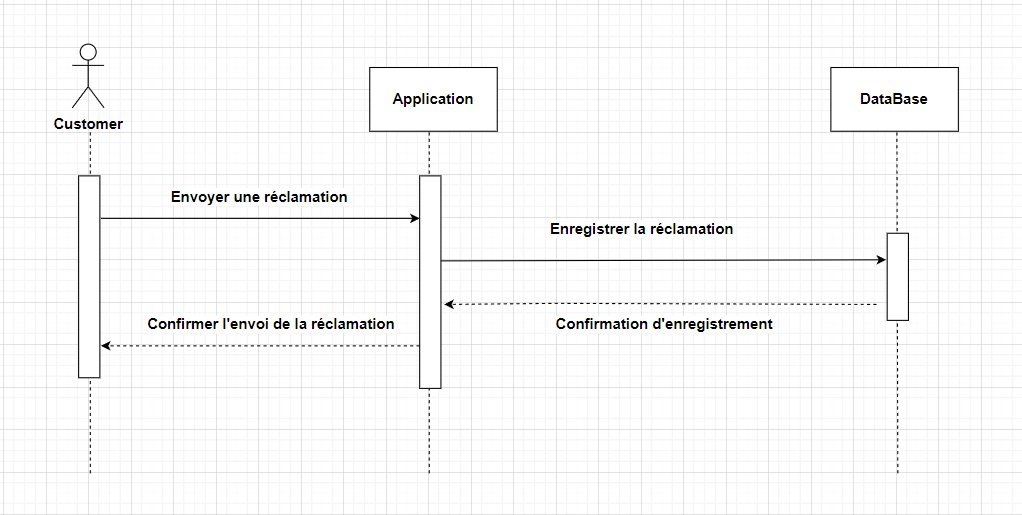 Customer
Application
DataBase
Envoyer une réclamation
Enregistrer la réclamation
Confirmer l'envoi de la réclamation
Confirmation d'enregistrement